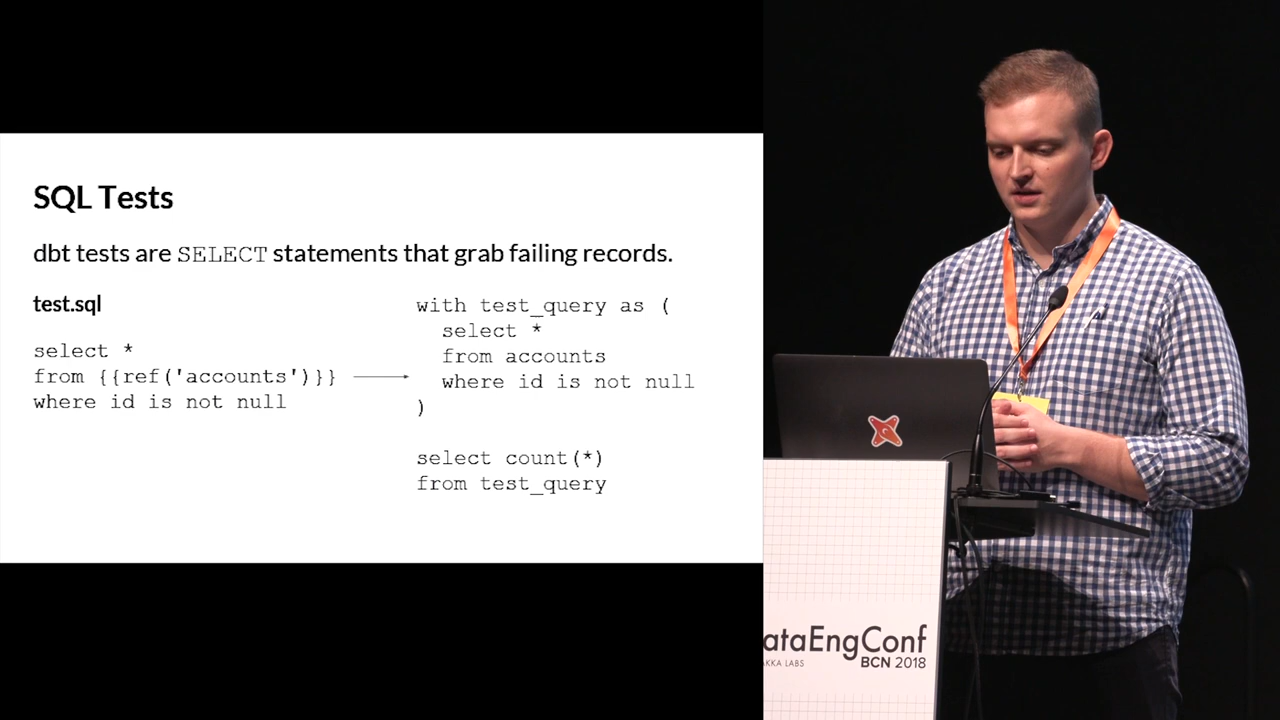 SQL Tests
dbt tests are SELECT statements that grab failing records.
test.sql
select *
from {{ref('accounts')}}
where id is not null
with test_query as (
select *
from accounts
where id is not null
)
select count(*)
from test_query
ataEngConf
AKKA LABS
BCN 2018